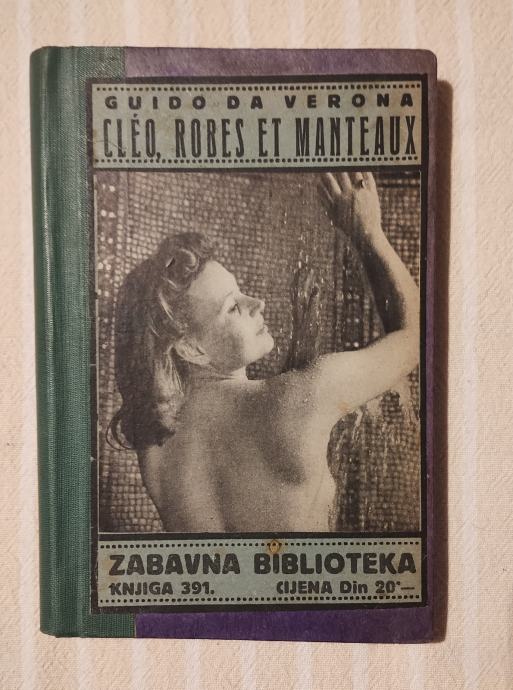 GUIDO DA VERONA
CLÉO, ROBES ET MANTEAUX
ZABAVNA BIBLIOTEKA
KNJIGA 391. CIJENA Din 20·—